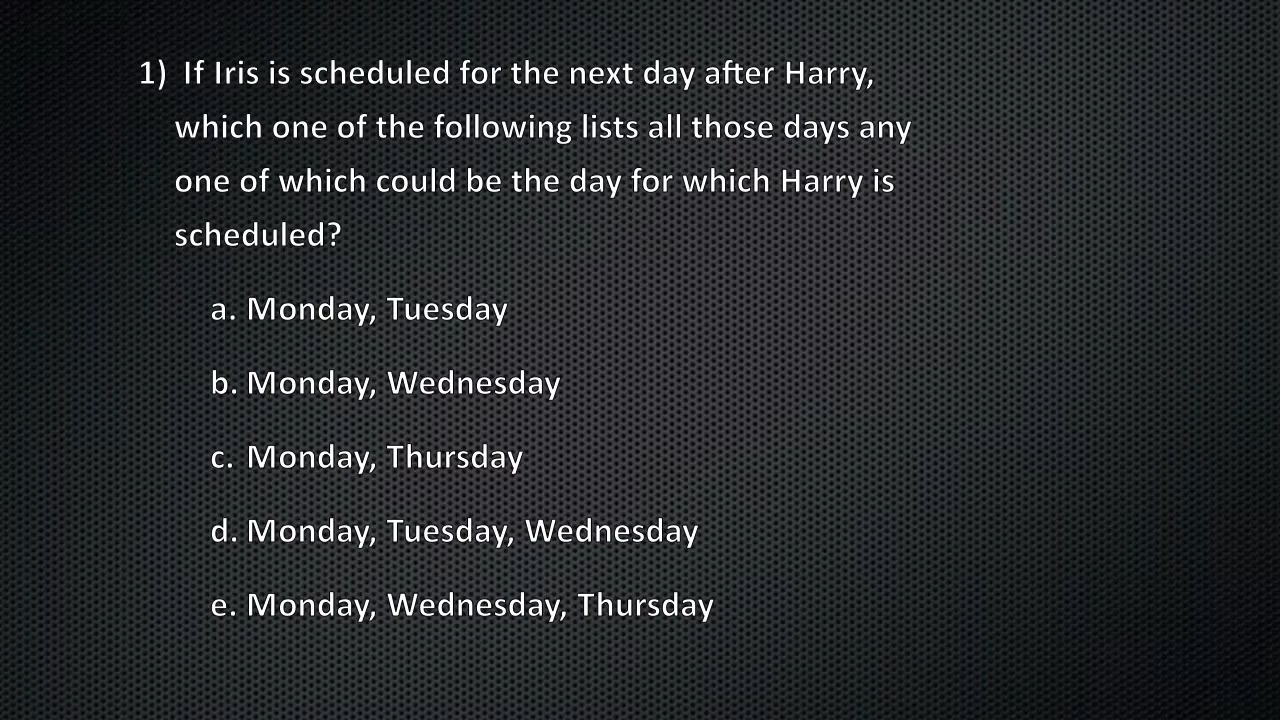 1) If Iris is scheduled for the next day after Harry,
which one of the following lists all those days any
one of which could be the day for which Harry is
scheduled?
a. Monday, Tuesday
b. Monday, Wednesday
c. Monday, Thursday
d. Monday, Tuesday, Wednesday
e. Monday, Wednesday, Thursday